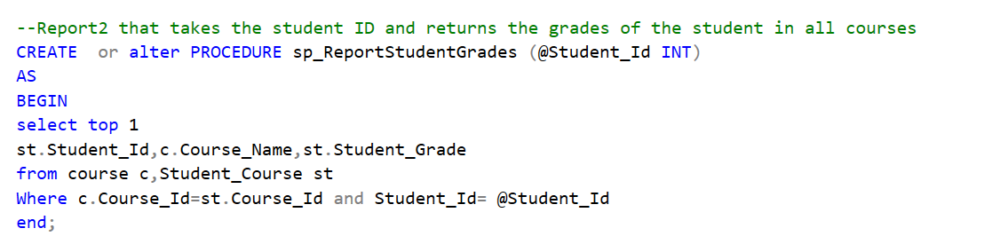 --Report2 that takes the student ID and returns the grades of the student in all courses
CREATE  or alter PROCEDURE sp_ReportStudentGrades (@Student_Id INT)
AS
BEGIN
select top 1
st.Student_Id,c.Course_Name,st.Student_Grade
from course c,Student_Course st
Where c.Course_Id=st.Course_Id and Student_Id= @Student_Id
end;